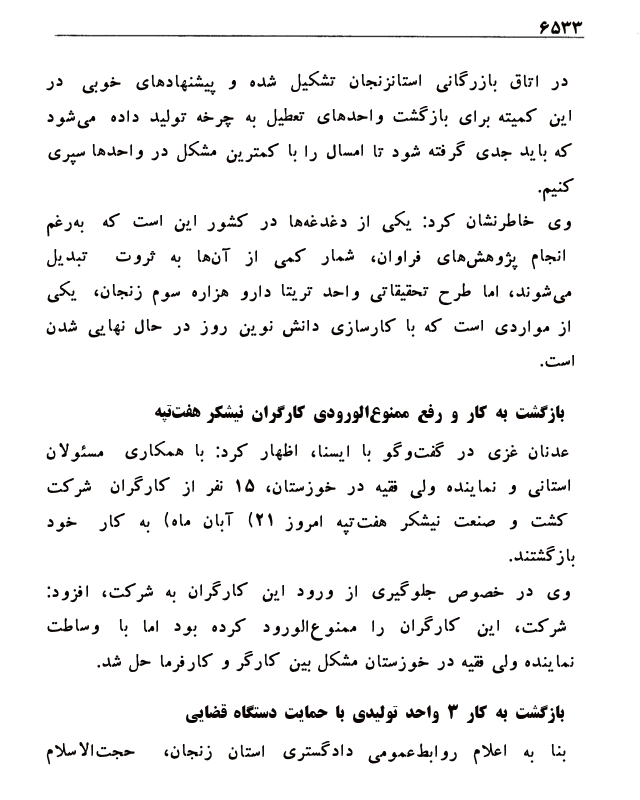 ۶۵۳۳
در اتاق بازرگانی استانزنجان تشکیل شده و پیشنهادهای خوبی در
این کمیته برای بازگشت واحدهای تعطیل به چرخه تولید داده می‌شود
که باید جدی گرفته شود تا امسال را با کمترین مشکل در واحدها سپری
کنیم.
وی خاطرنشان کرد: یکی از دغدغه‌ها در کشور این است که به‌رغم
انجام پژوهش‌های فراوان، شمار کمی از آن‌ها به ثروت تبدیل
می‌شوند، اما طرح تحقیقاتی واحد تریتا دارو هزاره سوم زنجان، یکی
از مواردی است که با کارسازی دانش نوین روز در حال نهایی شدن
است.
بازگشت به کار و رفع ممنوع‌الورودی کارگران نیشکر هفت‌تپه
عدنان غزی در گفت‌وگو با ایسنا، اظهار کرد: با همکاری مسئولان
استانی و نماینده ولی فقیه در خوزستان، ۱۵ نفر از کارگران شرکت
کشت و صنعت نیشکر هفت‌تپه امروز ۲۱) آبان ماه) به کار خود
بازگشتند.
وی در خصوص جلوگیری از ورود این کارگران به شرکت، افزود:
شرکت، این کارگران را ممنوع‌الورود کرده بود اما با وساطت
نماینده ولی فقیه در خوزستان مشکل بین کارگر و کارفرما حل شد.
بازگشت به کار ۳ واحد تولیدی با حمایت دستگاه قضایی
بنا به اعلام روابط‌عمومی دادگستری استان زنجان، حجت‌الاسلام